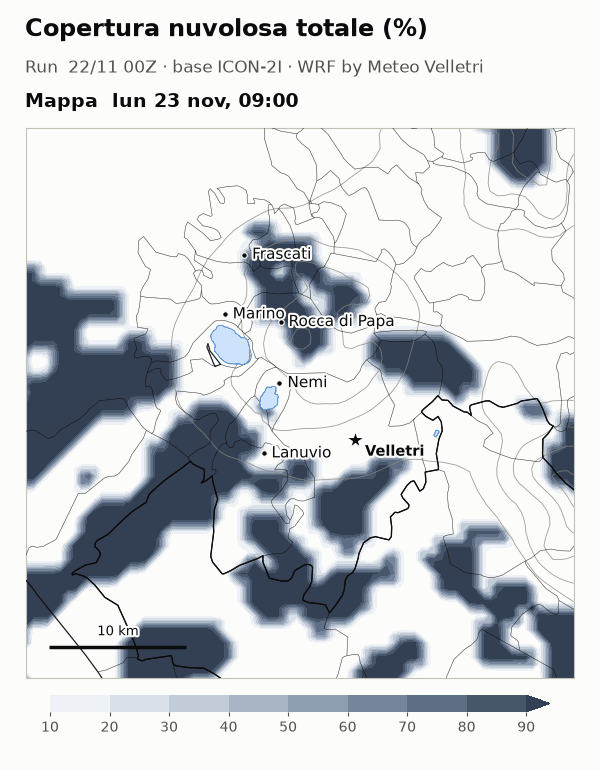 Copertura nuvolosa totale (%)
Run  22/11 00Z · base ICON-2I · WRF by Meteo Velletri
Mappa  lun 23 nov, 09:00
Frascati
Marino
Rocca di Papa
Nemi
Velletri
Lanuvio
10 km
10 20 30 40 50 60 70 80 90